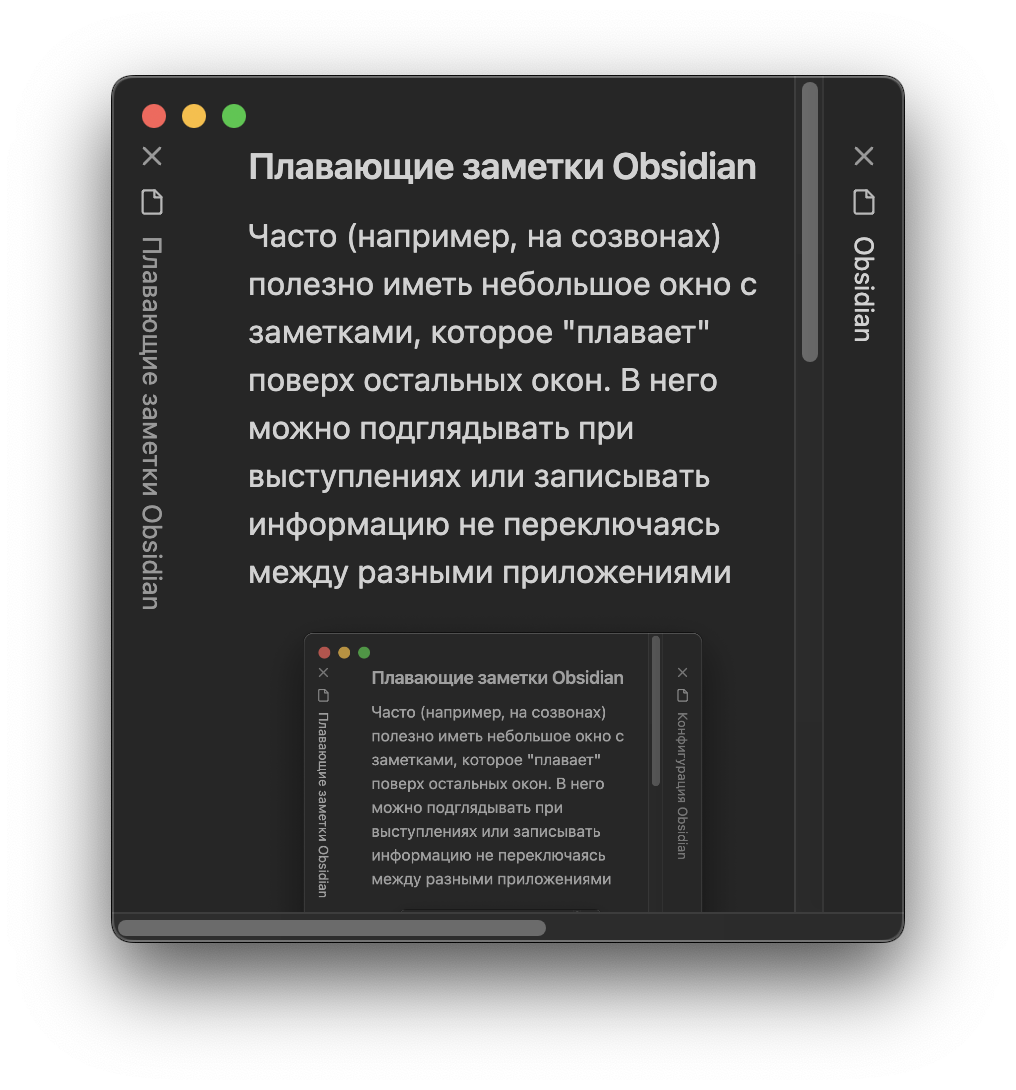 Плавающие заметки Obsidian
Плавающие заметки Obsidian
Часто (например, на созвонах)
полезно иметь небольшое окно с
заметками, которое "плавает"
поверх остальных окон. В него
можно подглядывать при
выступлениях или записывать
информацию не переключаясь
между разными приложениями
Плавающие заметки Obsidian
Плавающие заметки Obsidian
Часто (например, на созвонах)
полезно иметь небольшое окно с
заметками, которое "плавает"
поверх остальных окон. В него
можно подглядывать при
выступлениях или записывать
информацию не переключаясь
между разными приложениями
Конфигурация Obsidian
Obsidian